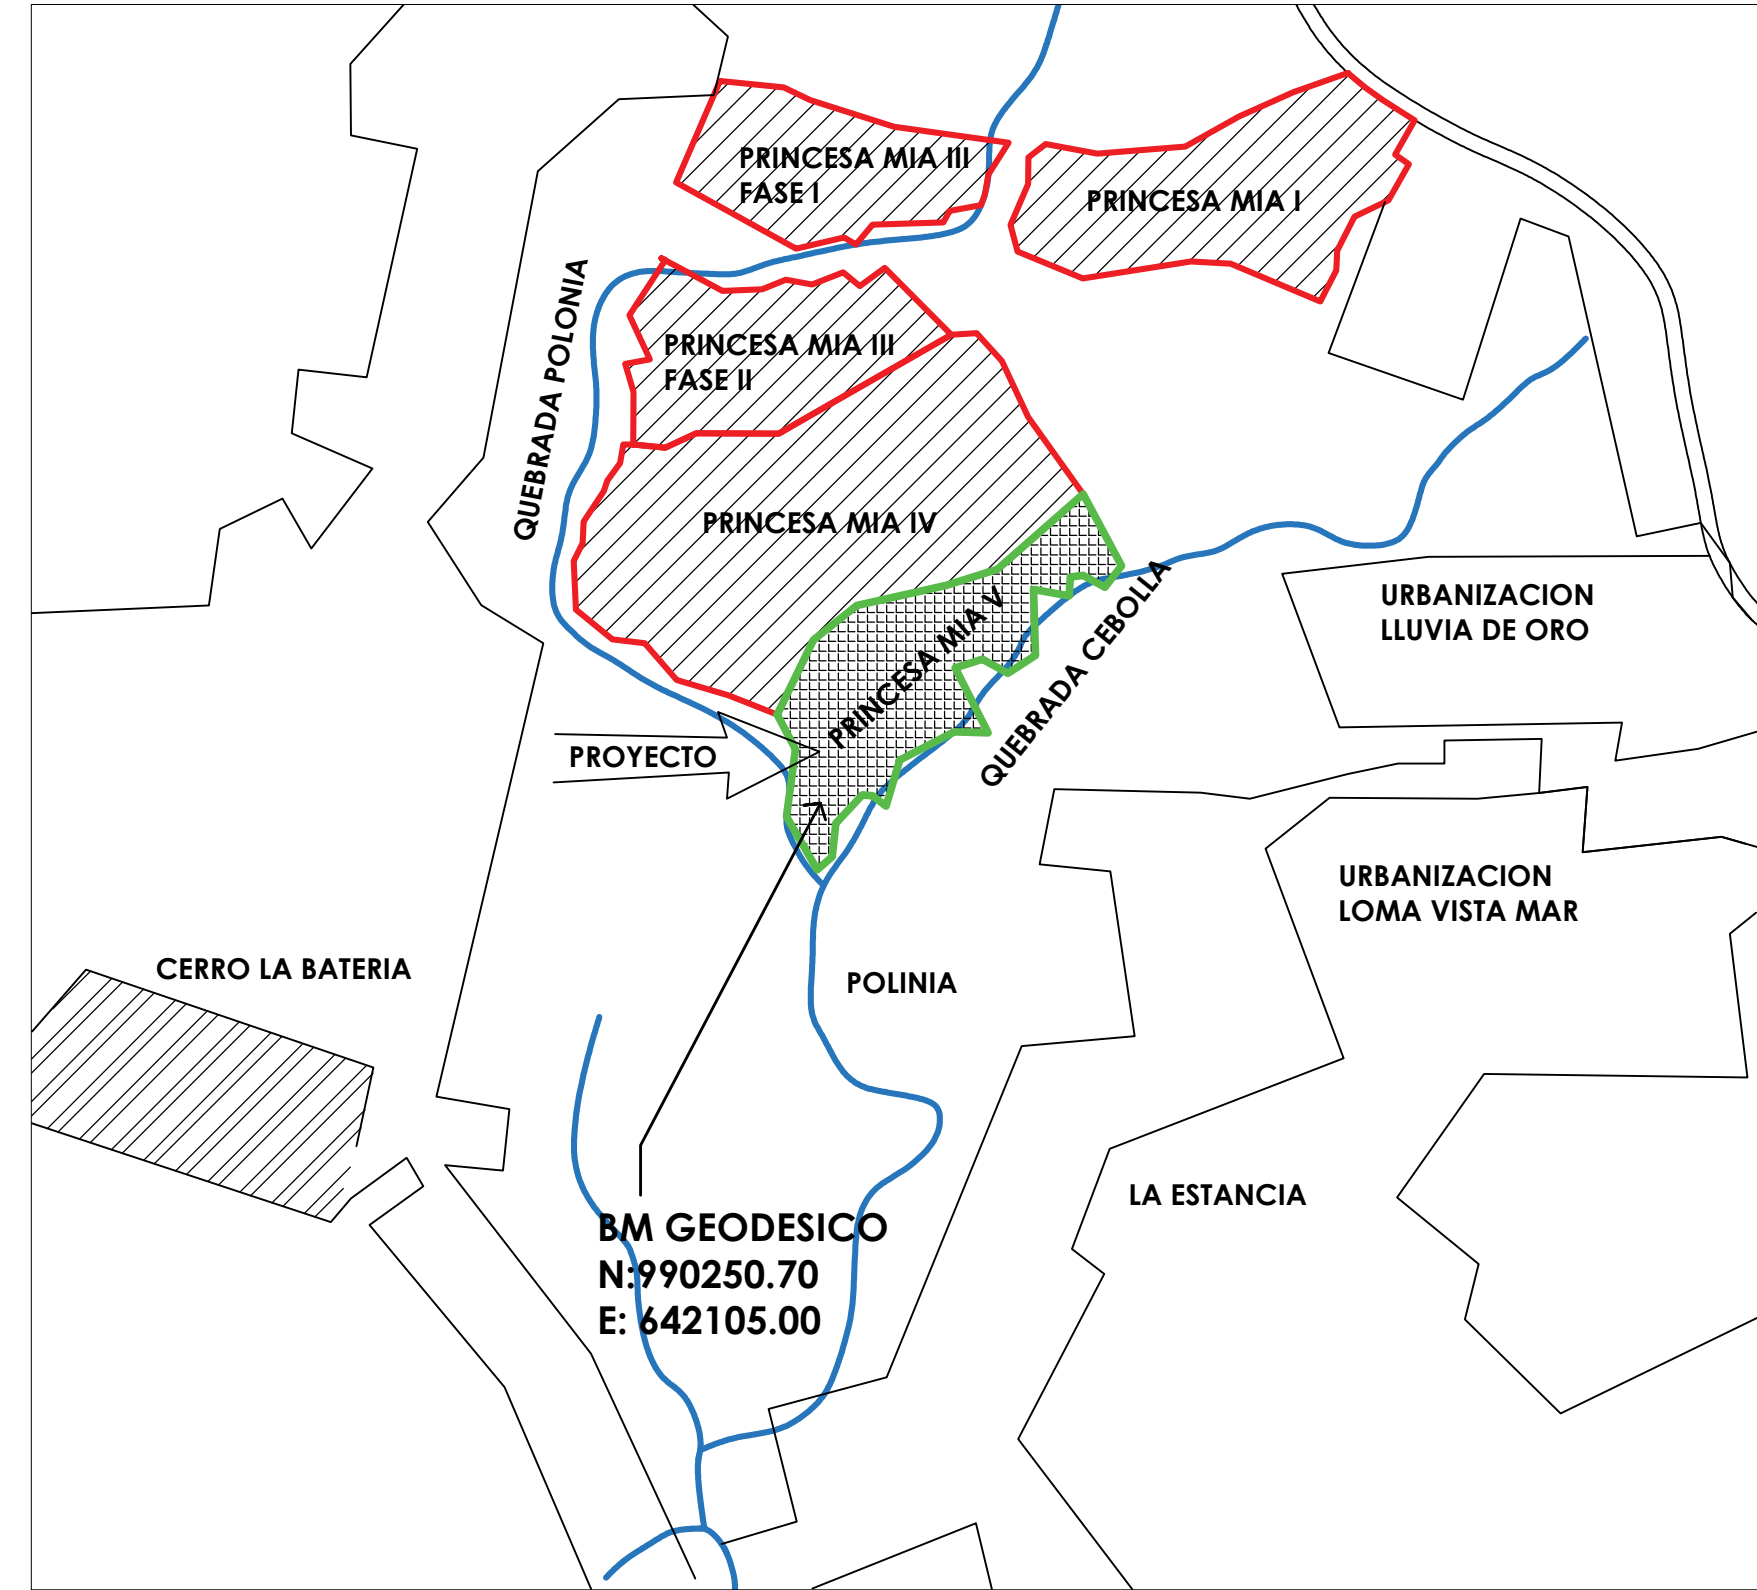 PRINCESA MIA III
FASE I
PRINCESA MIA I
QUEBRADA POLONIA
PRINCESA MIA III
FASE II
PRINCESA MIA IV
PRINCESA MIA V
QUEBRADA CEBOLLA
URBANIZACION
LLUVIA DE ORO
PROYECTO
URBANIZACION
LOMA VISTA MAR
CERRO LA BATERIA
POLINIA
LA ESTANCIA
BM GEODESICO
N:990250.70
E: 642105.00